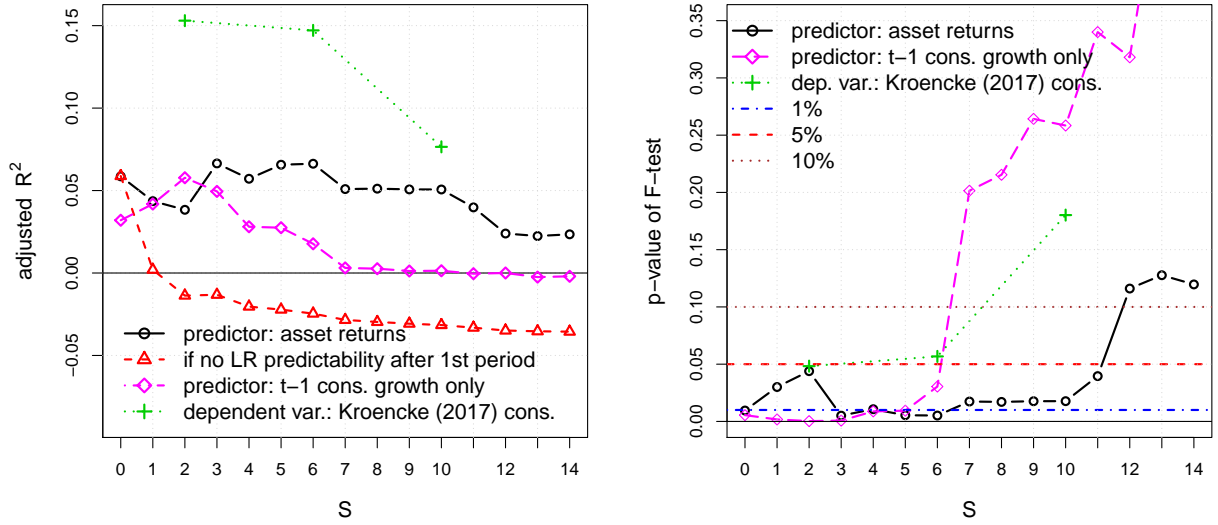 0.15
0.10
0.05
0.00
−0.05
adjusted R²
predictor: asset returns
if no LR predictability after 1st period
predictor: t−1 cons. growth only
dependent var.: Kroencke (2017) cons.
0 1 2 3 4 5 6 7 8 9 10 12 14
S
0.35
0.30
0.25
0.20
0.15
0.10
0.05
0.00
p−value of F−test
predictor: asset returns
predictor: t−1 cons. growth only
dep. var.: Kroencke (2017) cons.
1%
5%
10%
0 1 2 3 4 5 6 7 8 9 10 12 14
S